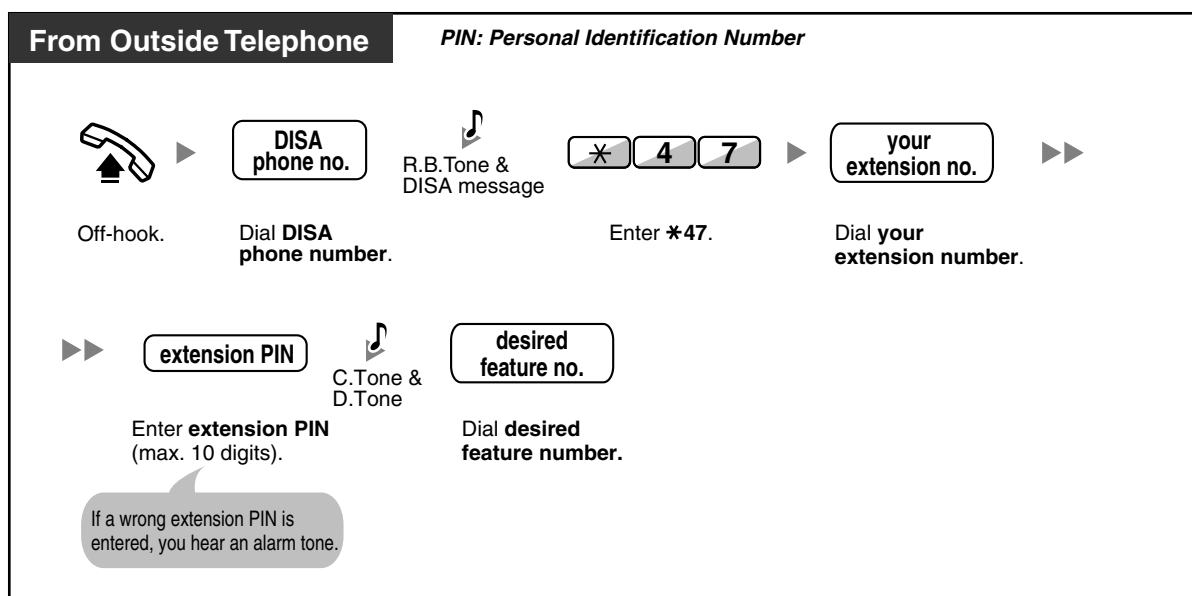 From Outside Telephone
PIN: Personal Identification Number
DISA
phone no.
R.B.Tone &
DISA message
* 4 7
your
extension no.
Off-hook.
Dial DISA
phone number.
Enter *47.
Dial your
extension number.
extension PIN
C.Tone &
D.Tone
desired
feature no.
Enter extension PIN
(max. 10 digits).
Dial desired
feature number.
If a wrong extension PIN is
entered, you hear an alarm tone.